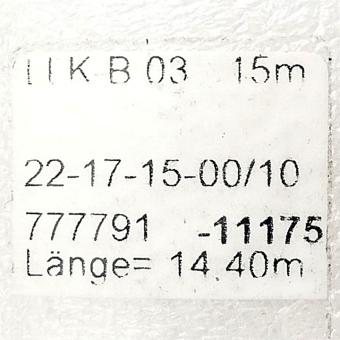 K B 03 15m
22-17-15-00/10
777791 -11175
Länge= 14.40m